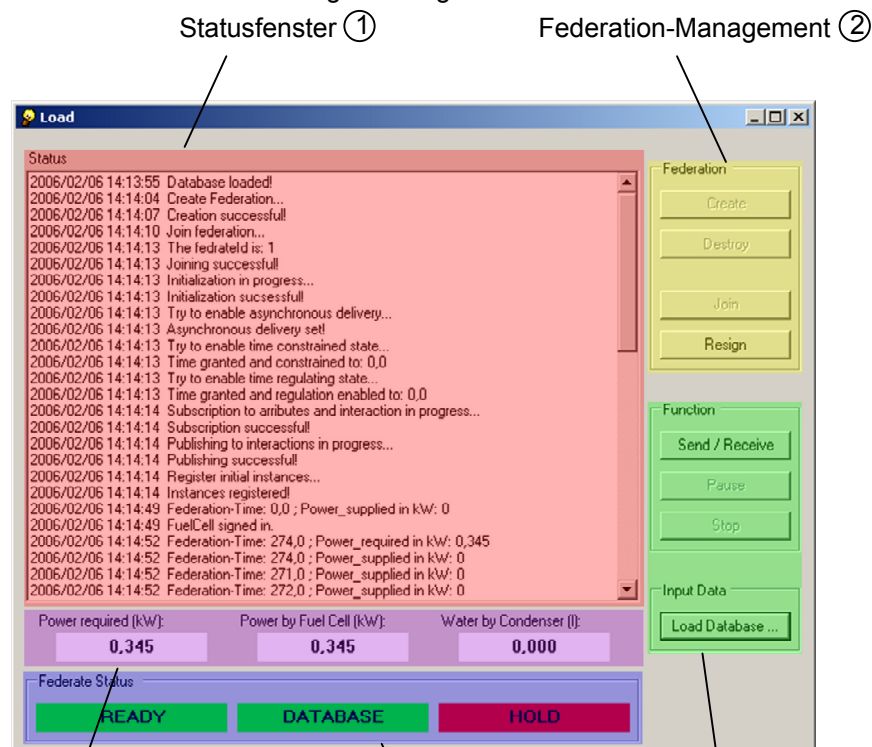 Statusfenster 1 Federation-Management 2
Load
Status
2006/02/06 14:13:55 Database loaded!
2006/02/06 14:14:04 Create Federation...
2006/02/06 14:14:07 Creation successful!
2006/02/06 14:14:10 Join federation...
2006/02/06 14:14:13 The fedrateId is: 1
2006/02/06 14:14:13 Joining successful!
2006/02/06 14:14:13 Initialization in progress...
2006/02/06 14:14:13 Initialization sucsessful!
2006/02/06 14:14:13 Try to enable asynchronous delivery...
2006/02/06 14:14:13 Asynchronous delivery set!
2006/02/06 14:14:13 Try to enable time constrained state...
2006/02/06 14:14:13 Time granted and constrained to: 0,0
2006/02/06 14:14:13 Try to enable time regulating state...
2006/02/06 14:14:13 Time granted and regulation enabled to: 0,0
2006/02/06 14:14:14 Subscription to arributes and interaction in progress...
2006/02/06 14:14:14 Subscription successful!
2006/02/06 14:14:14 Publishing to interactions in progress...
2006/02/06 14:14:14 Publishing successful!
2006/02/06 14:14:14 Register initial instances...
2006/02/06 14:14:14 Instances registered!
2006/02/06 14:14:49 Federation-Time: 0,0 ; Power_supplied in kW: 0
2006/02/06 14:14:49 FuelCell signed in.
2006/02/06 14:14:52 Federation-Time: 274,0 ; Power_required in kW: 0,345
2006/02/06 14:14:52 Federation-Time: 274,0 ; Power_supplied in kW: 0
2006/02/06 14:14:52 Federation-Time: 271,0 ; Power_supplied in kW: 0
2006/02/06 14:14:52 Federation-Time: 272,0 ; Power_supplied in kW: 0
Federation
Create
Destroy
Join
Resign
Function
Send / Receive
Pause
Stop
Input Data
Load Database ...
Power required (kW): Power by Fuel Cell (kW): Water by Condenser (l):
0,345 0,345 0,000
Federate Status
READY DATABASE HOLD